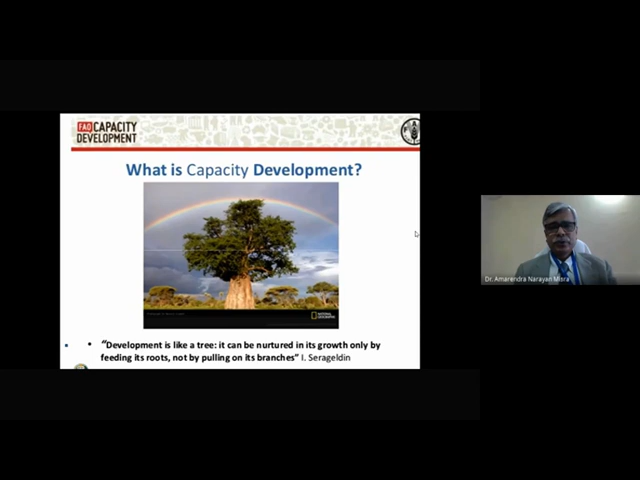 FAO CAPACITY
DEVELOPMENT
What is Capacity Development?
NATIONAL
GEOGRAPHIC
“Development is like a tree: it can be nurtured in its growth only by
feeding its roots, not by pulling on its branches” I. Serageldin
Dr. Amarendra Narayan Misra